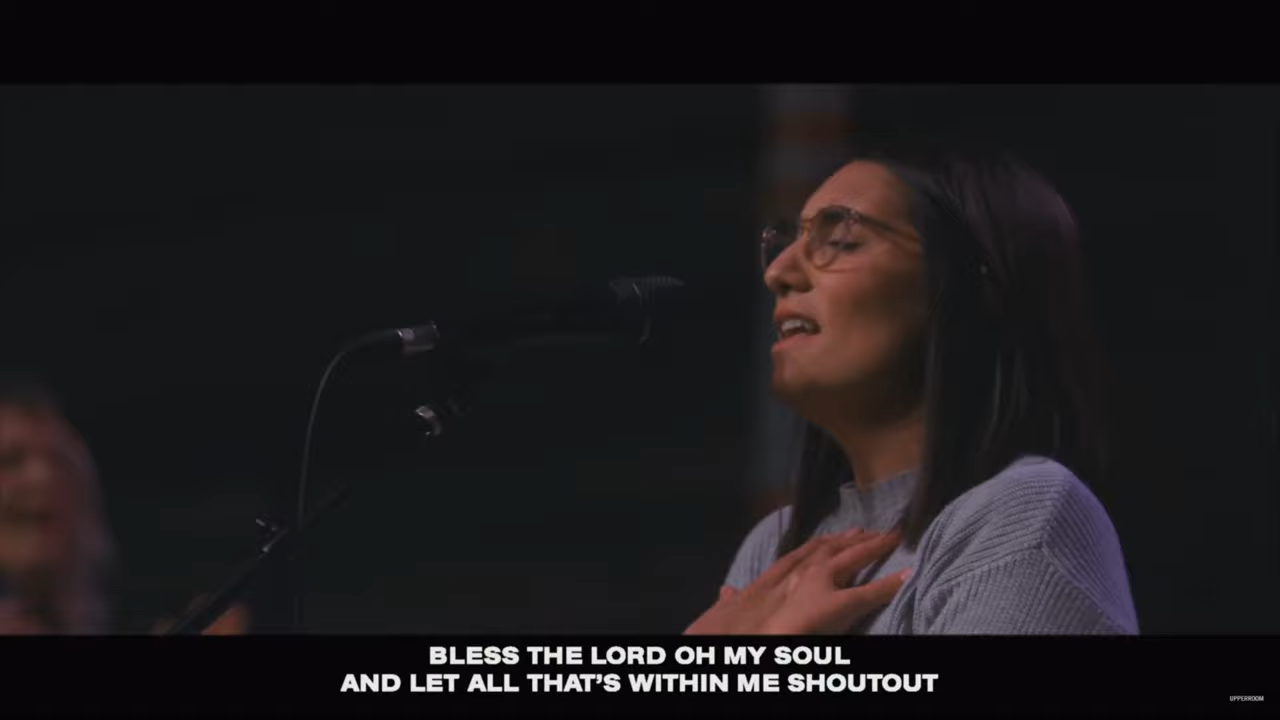 BLESS THE LORD OH MY SOUL
AND LET ALL THAT'S WITHIN ME SHOUTOUT
UPPERROOM